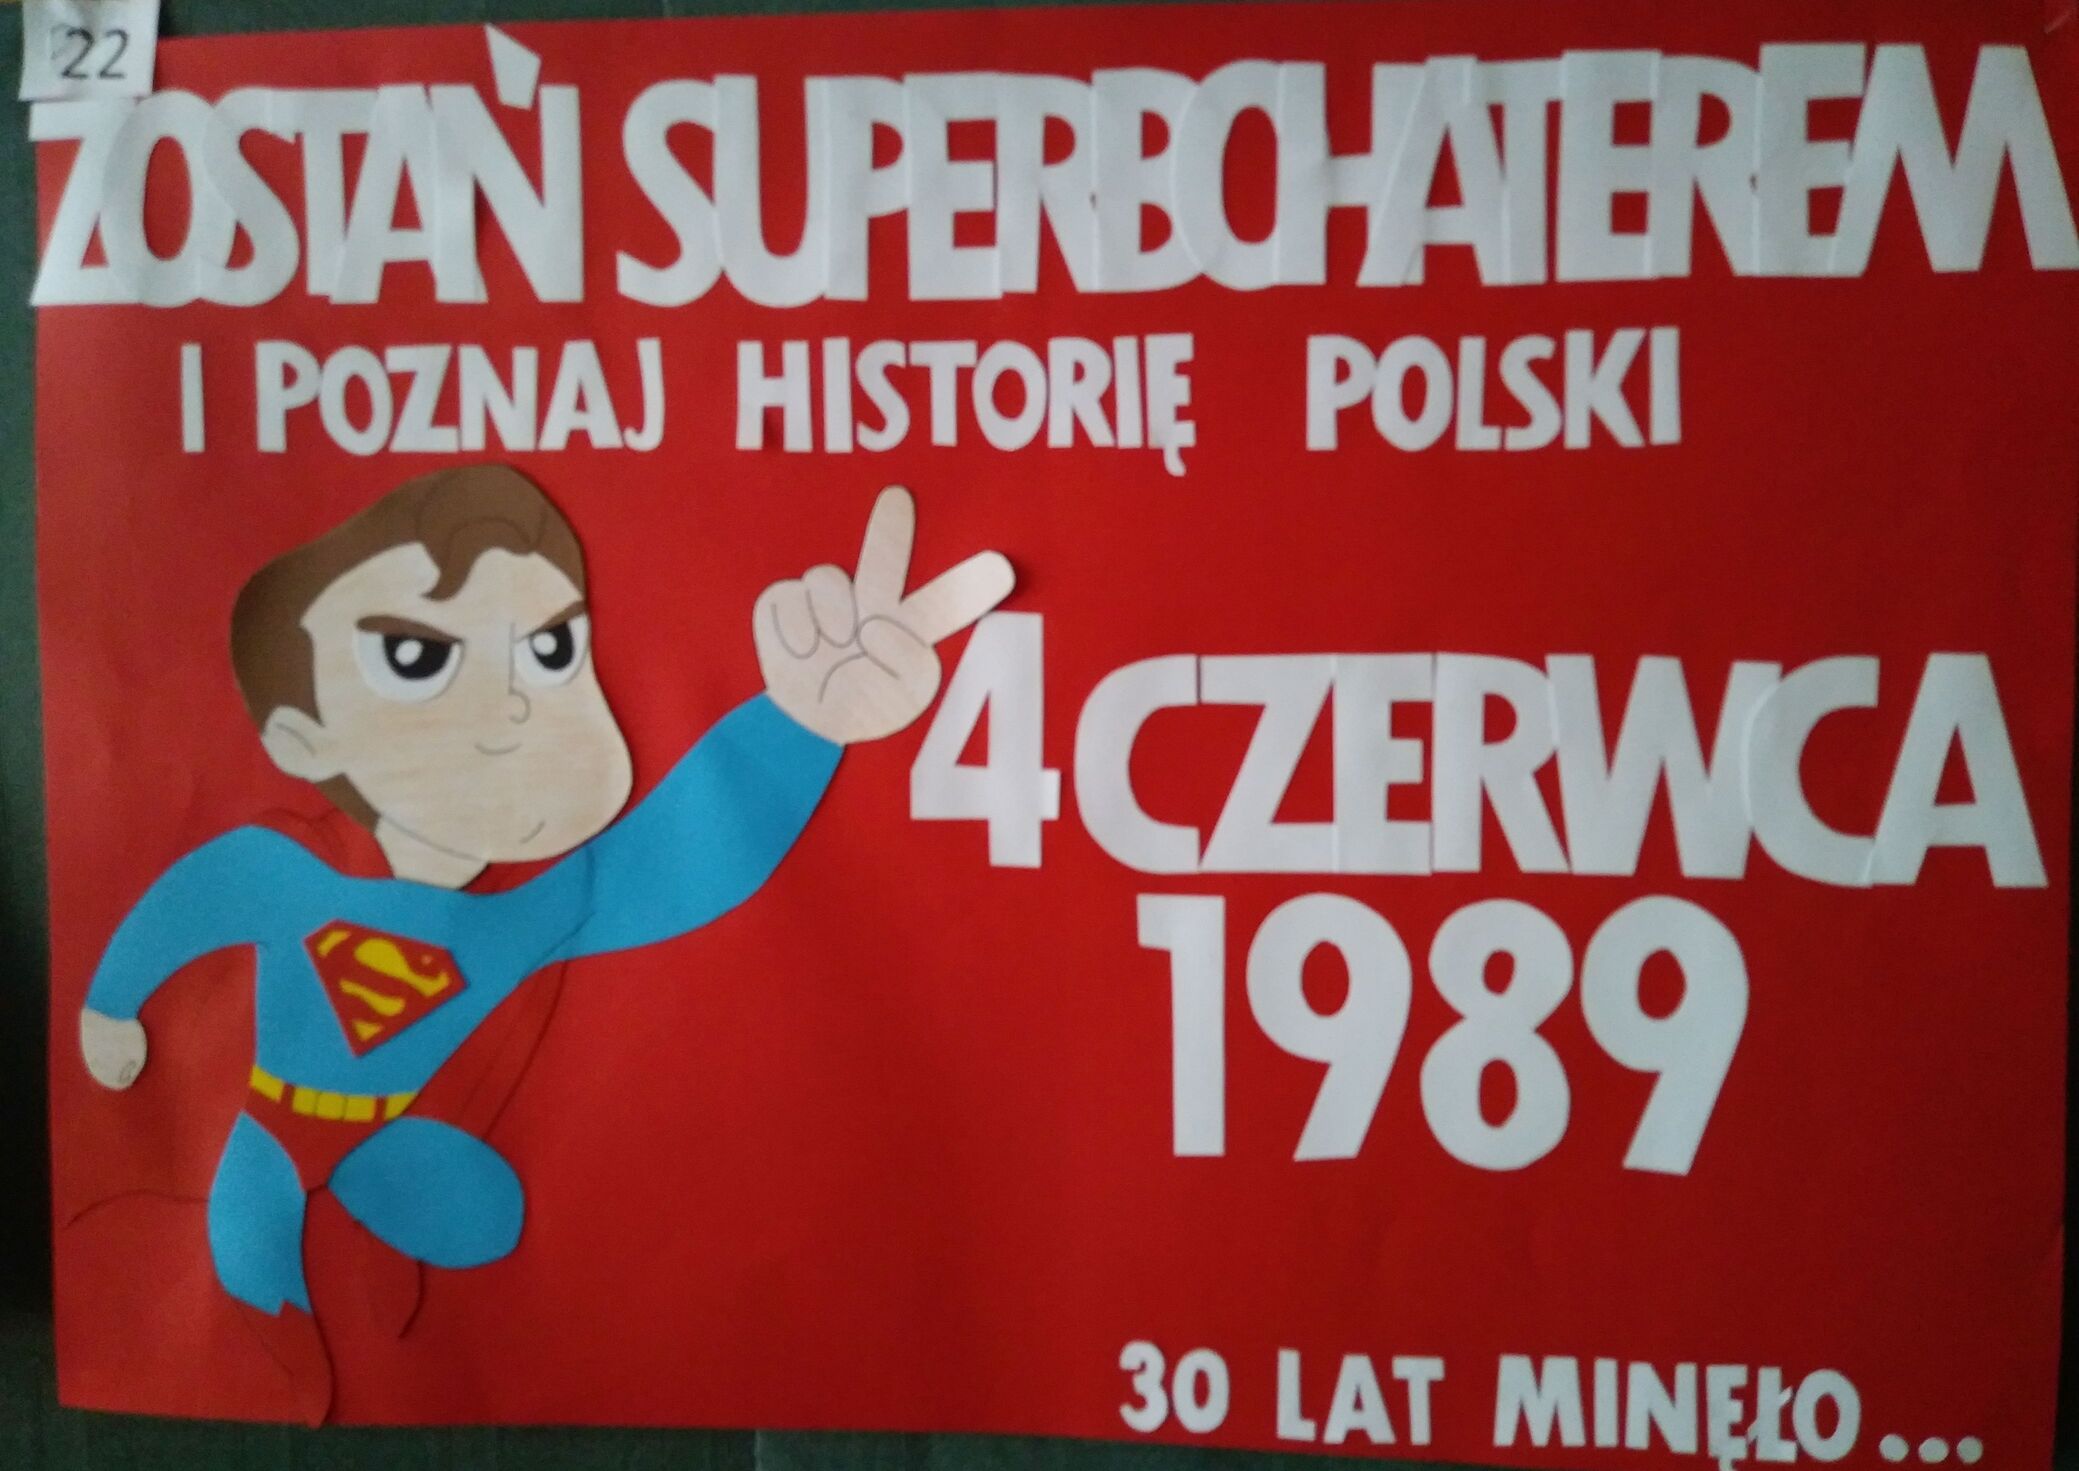 22
ZOSTAŃ SUPERBOHATEREM
I POZNAJ HISTORIĘ POLSKI
4 CZERWCA
1989
30 LAT MINĘŁO...